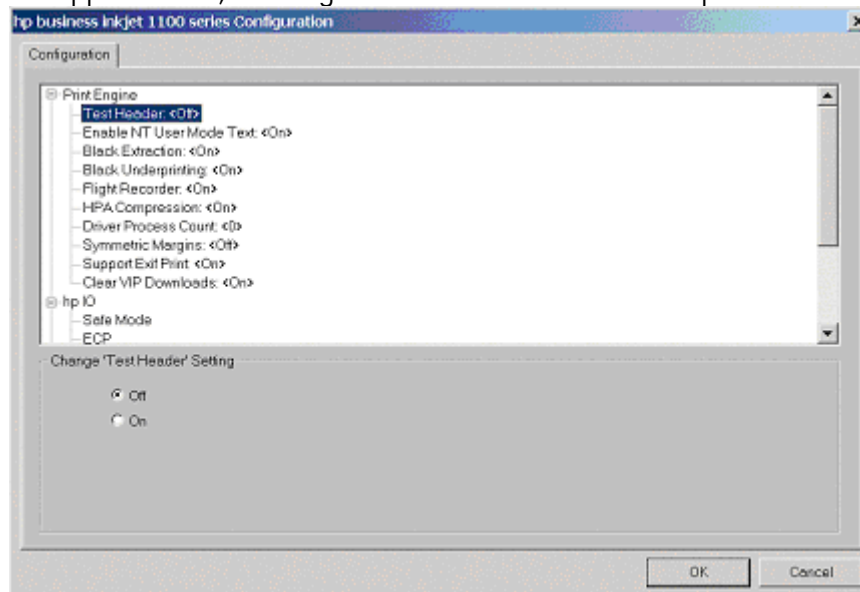 hp business inkjet 1100 series Configuration
Configuration
Print Engine
Test Header: <Off>
Enable NT User Mode Text: <On>
Black Extraction: <On>
Black Underprinting: <On>
Flight Recorder: <On>
HPA Compression: <On>
Driver Process Count: <0>
Symmetric Margins: <Off>
Support Exif Print: <On>
Clear VIP Downloads: <On>
hp IO
Safe Mode
ECP
Change 'Test Header' Setting
Off
On
OK
Cancel